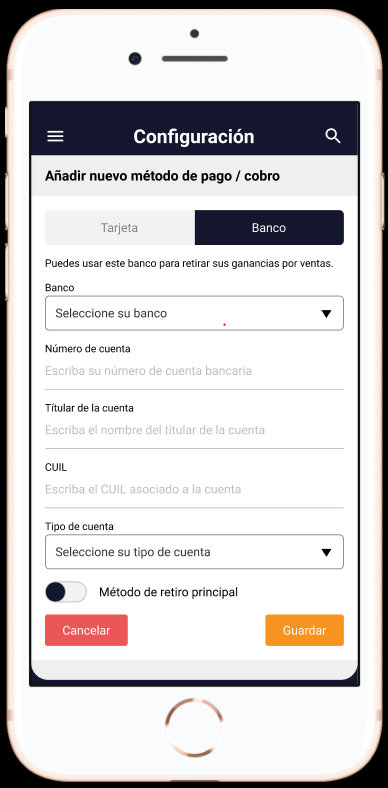 Configuración
Añadir nuevo método de pago / cobro
Tarjeta
Banco
Puedes usar este banco para retirar sus ganancias por ventas.
Banco
Seleccione su banco
Número de cuenta
Escriba su número de cuenta bancaria
Títular de la cuenta
Escriba el nombre del titular de la cuenta
CUIL
Escriba el CUIL asociado a la cuenta
Tipo de cuenta
Seleccione su tipo de cuenta
Método de retiro principal
Cancelar
Guardar